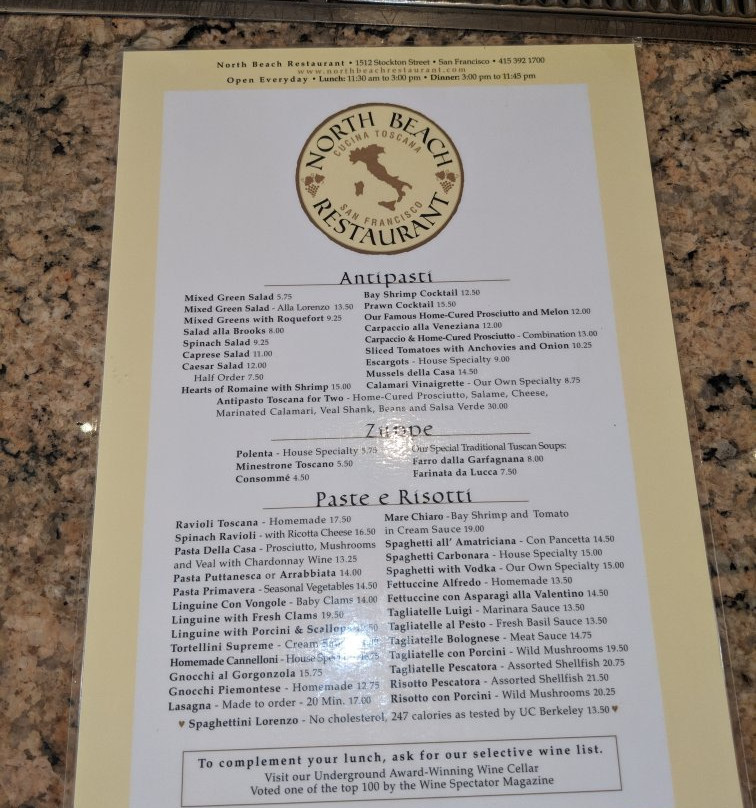 North Beach Restaurant • 1512 Stockton Street • San Francisco • 415 392 1700
www.northbeachrestaurant.com
Open Everyday • Lunch: 11:30 am to 3:00 pm • Dinner: 3:00 pm to 11:45 pm
NORTH BEACH
CUCINA TOSCANA
SAN FRANCISCO
RESTAURANT
Antipasti
Mixed Green Salad 5.75
Mixed Green Salad - Alla Lorenzo 13.50
Mixed Greens with Roquefort 9.25
Salad alla Brooks 8.00
Spinach Salad 9.25
Caprese Salad 11.00
Caesar Salad 12.00
Half Order 7.50
Hearts of Romaine with Shrimp 15.00
Bay Shrimp Cocktail 12.50
Prawn Cocktail 15.50
Our Famous Home-Cured Prosciutto and Melon 12.00
Carpaccio alla Veneziana 12.00
Carpaccio & Home-Cured Prosciutto - Combination 13.00
Sliced Tomatoes with Anchovies and Onion 10.25
Escargots - House Specialty 9.00
Mussels della Casa 14.50
Calamari Vinaigrette - Our Own Specialty 8.75
Antipasto Toscana for Two - Home-Cured Prosciutto, Salame, Cheese,
Marinated Calamari, Veal Shank, Beans and Salsa Verde 30.00
Zuppe
Polenta - House Specialty 5.75
Minestrone Toscano 5.50
Consommé 4.50
Our Special Traditional Tuscan Soups:
Farro dalla Garfagnana 8.00
Farinata da Lucca 7.50
Paste e Risotti
Ravioli Toscana - Homemade 17.50
Spinach Ravioli - with Ricotta Cheese 16.50
Pasta Della Casa - Prosciutto, Mushrooms
and Veal with Chardonnay Wine 13.25
Pasta Puttanesca or Arrabbiata 14.00
Pasta Primavera - Seasonal Vegetables 14.50
Linguine Con Vongole - Baby Clams 14.00
Linguine with Fresh Clams 19.50
Linguine with Porcini & Scallops
Tortellini Supreme - Cream
Homemade Cannelloni - House
Gnocchi al Gorgonzola 15.75
Gnocchi Piemontese - Homemade 12.75
Lasagna - Made to order - 20 Min. 17.00
Mare Chiaro - Bay Shrimp and Tomato
in Cream Sauce 19.00
Spaghetti all' Amatriciana - Con Pancetta 14.50
Spaghetti Carbonara - House Specialty 15.00
Spaghetti with Vodka - Our Own Specialty 15.00
Fettuccine Alfredo - Homemade 13.50
Fettuccine con Asparagi alla Valentino 14.50
Tagliatelle Luigi - Marinara Sauce 13.50
Tagliatelle al Pesto - Fresh Basil Sauce 13.50
Tagliatelle Bolognese - Meat Sauce 14.75
Tagliatelle con Porcini - Wild Mushrooms 19.50
Tagliatelle Pescatora - Assorted Shellfish 20.75
Risotto Pescatora - Assorted Shellfish 21.50
Risotto con Porcini - Wild Mushrooms 20.25
♥ Spaghettini Lorenzo - No cholesterol, 247 calories as tested by UC Berkeley 13.50 ♥
To complement your lunch, ask for our selective wine list.
Visit our Underground Award-Winning Wine Cellar
Voted one of the top 100 by the Wine Spectator Magazine